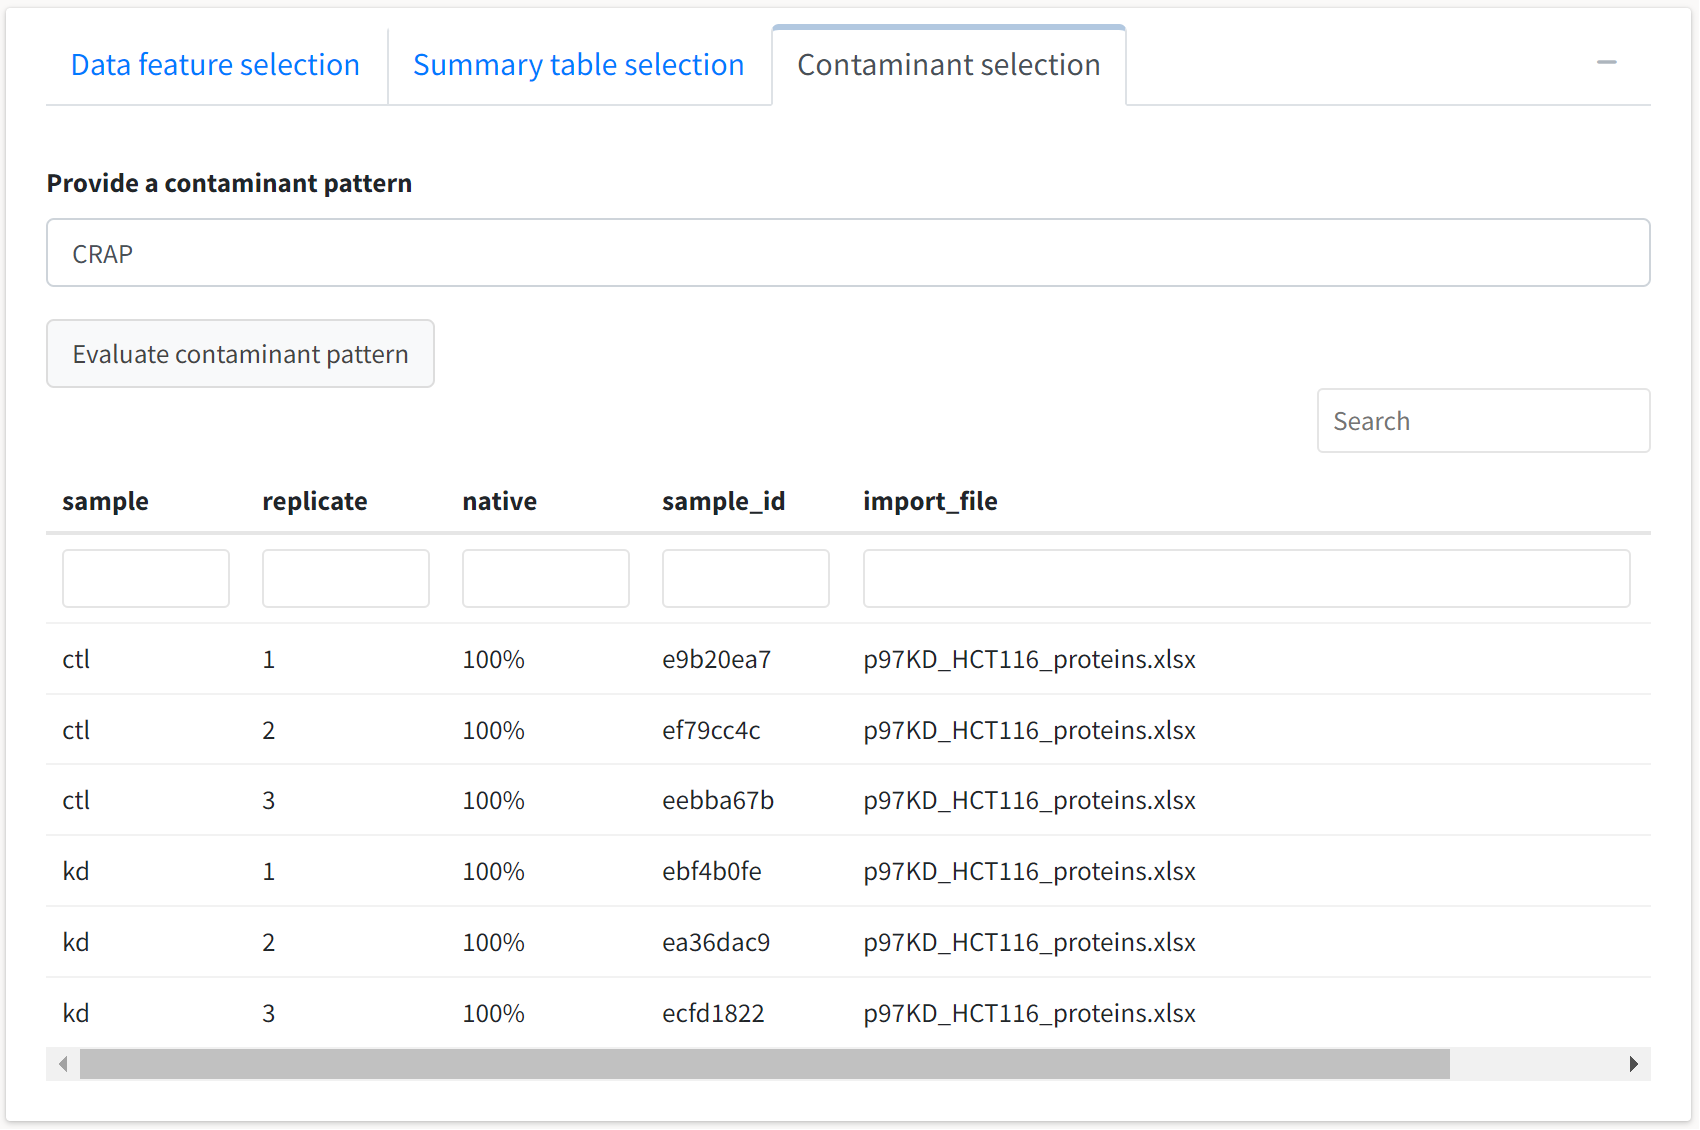 Data feature selection Summary table selection Contaminant selection
Provide a contaminant pattern
CRAP
Evaluate contaminant pattern
Search
sample replicate native sample_id import_file
ctl 1 100% e9b20ea7 p97KD_HCT116_proteins.xlsx
ctl 2 100% ef79cc4c p97KD_HCT116_proteins.xlsx
ctl 3 100% eebba67b p97KD_HCT116_proteins.xlsx
kd 1 100% ebf4b0fe p97KD_HCT116_proteins.xlsx
kd 2 100% ea36dac9 p97KD_HCT116_proteins.xlsx
kd 3 100% ecfd1822 p97KD_HCT116_proteins.xlsx